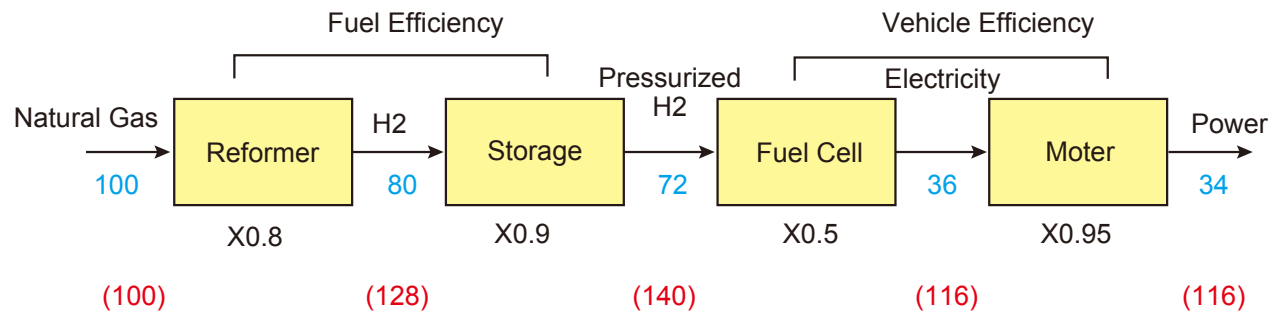 Fuel Efficiency
Vehicle Efficiency
Natural Gas
Reformer
H2
Storage
Pressurized
H2
Fuel Cell
Electricity
Moter
Power
100
80
72
36
34
X0.8
X0.9
X0.5
X0.95
(100)
(128)
(140)
(116)
(116)